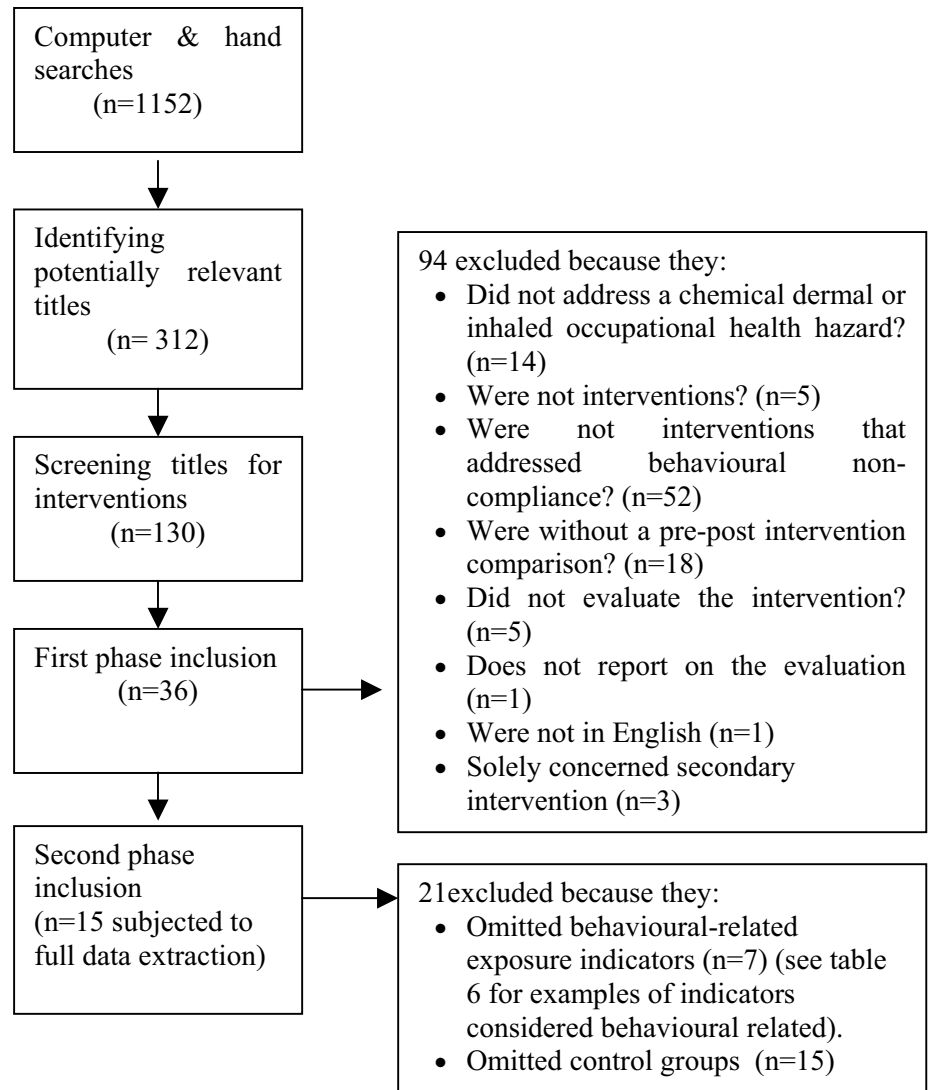 Computer & hand
searches
(n=1152)
Identifying
potentially relevant
titles
(n= 312)
Screening titles for
interventions
(n=130)
First phase inclusion
(n=36)
Second phase
inclusion
(n=15 subjected to
full data extraction)
94 excluded because they:
• Did not address a chemical dermal or
inhaled occupational health hazard?
(n=14)
• Were not interventions? (n=5)
• Were not interventions that
addressed behavioural non-
compliance? (n=52)
• Were without a pre-post intervention
comparison? (n=18)
• Did not evaluate the intervention?
(n=5)
• Does not report on the evaluation
(n=1)
• Were not in English (n=1)
• Solely concerned secondary
intervention (n=3)
21excluded because they:
• Omitted behavioural-related
exposure indicators (n=7) (see table
6 for examples of indicators
considered behavioural related).
• Omitted control groups (n=15)